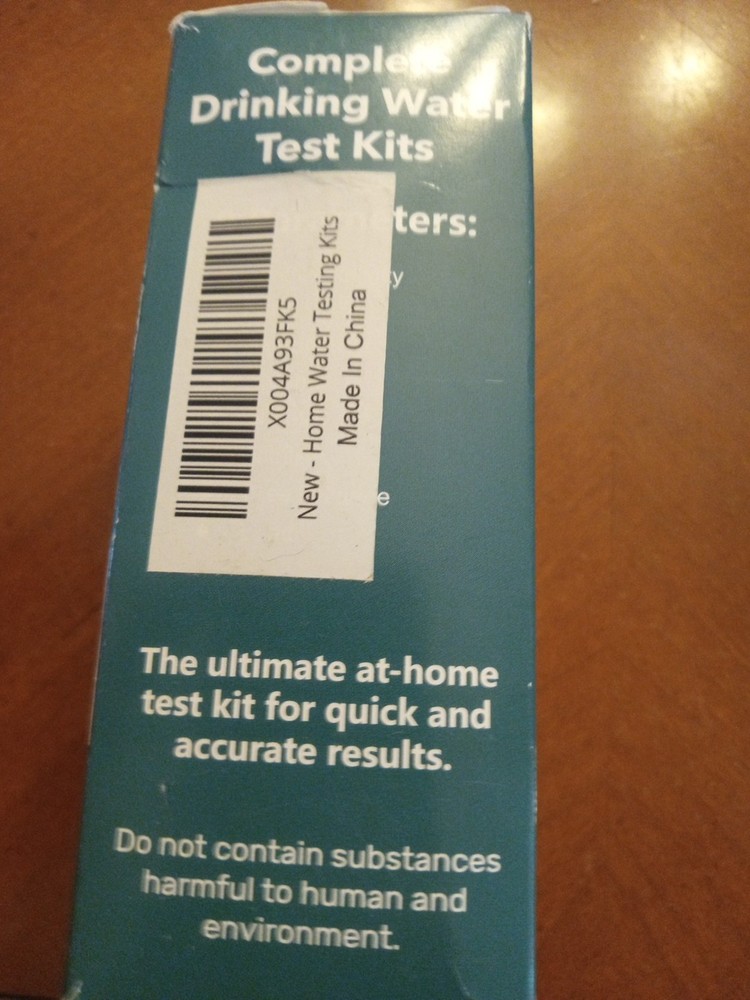 Complete
Drinking Water
Test Kits
ters:
ty
X004A93FK5
New - Home Water Testing Kits
Made In China
e
The ultimate at-home
test kit for quick and
accurate results.
Do not contain substances
harmful to human and
environment.